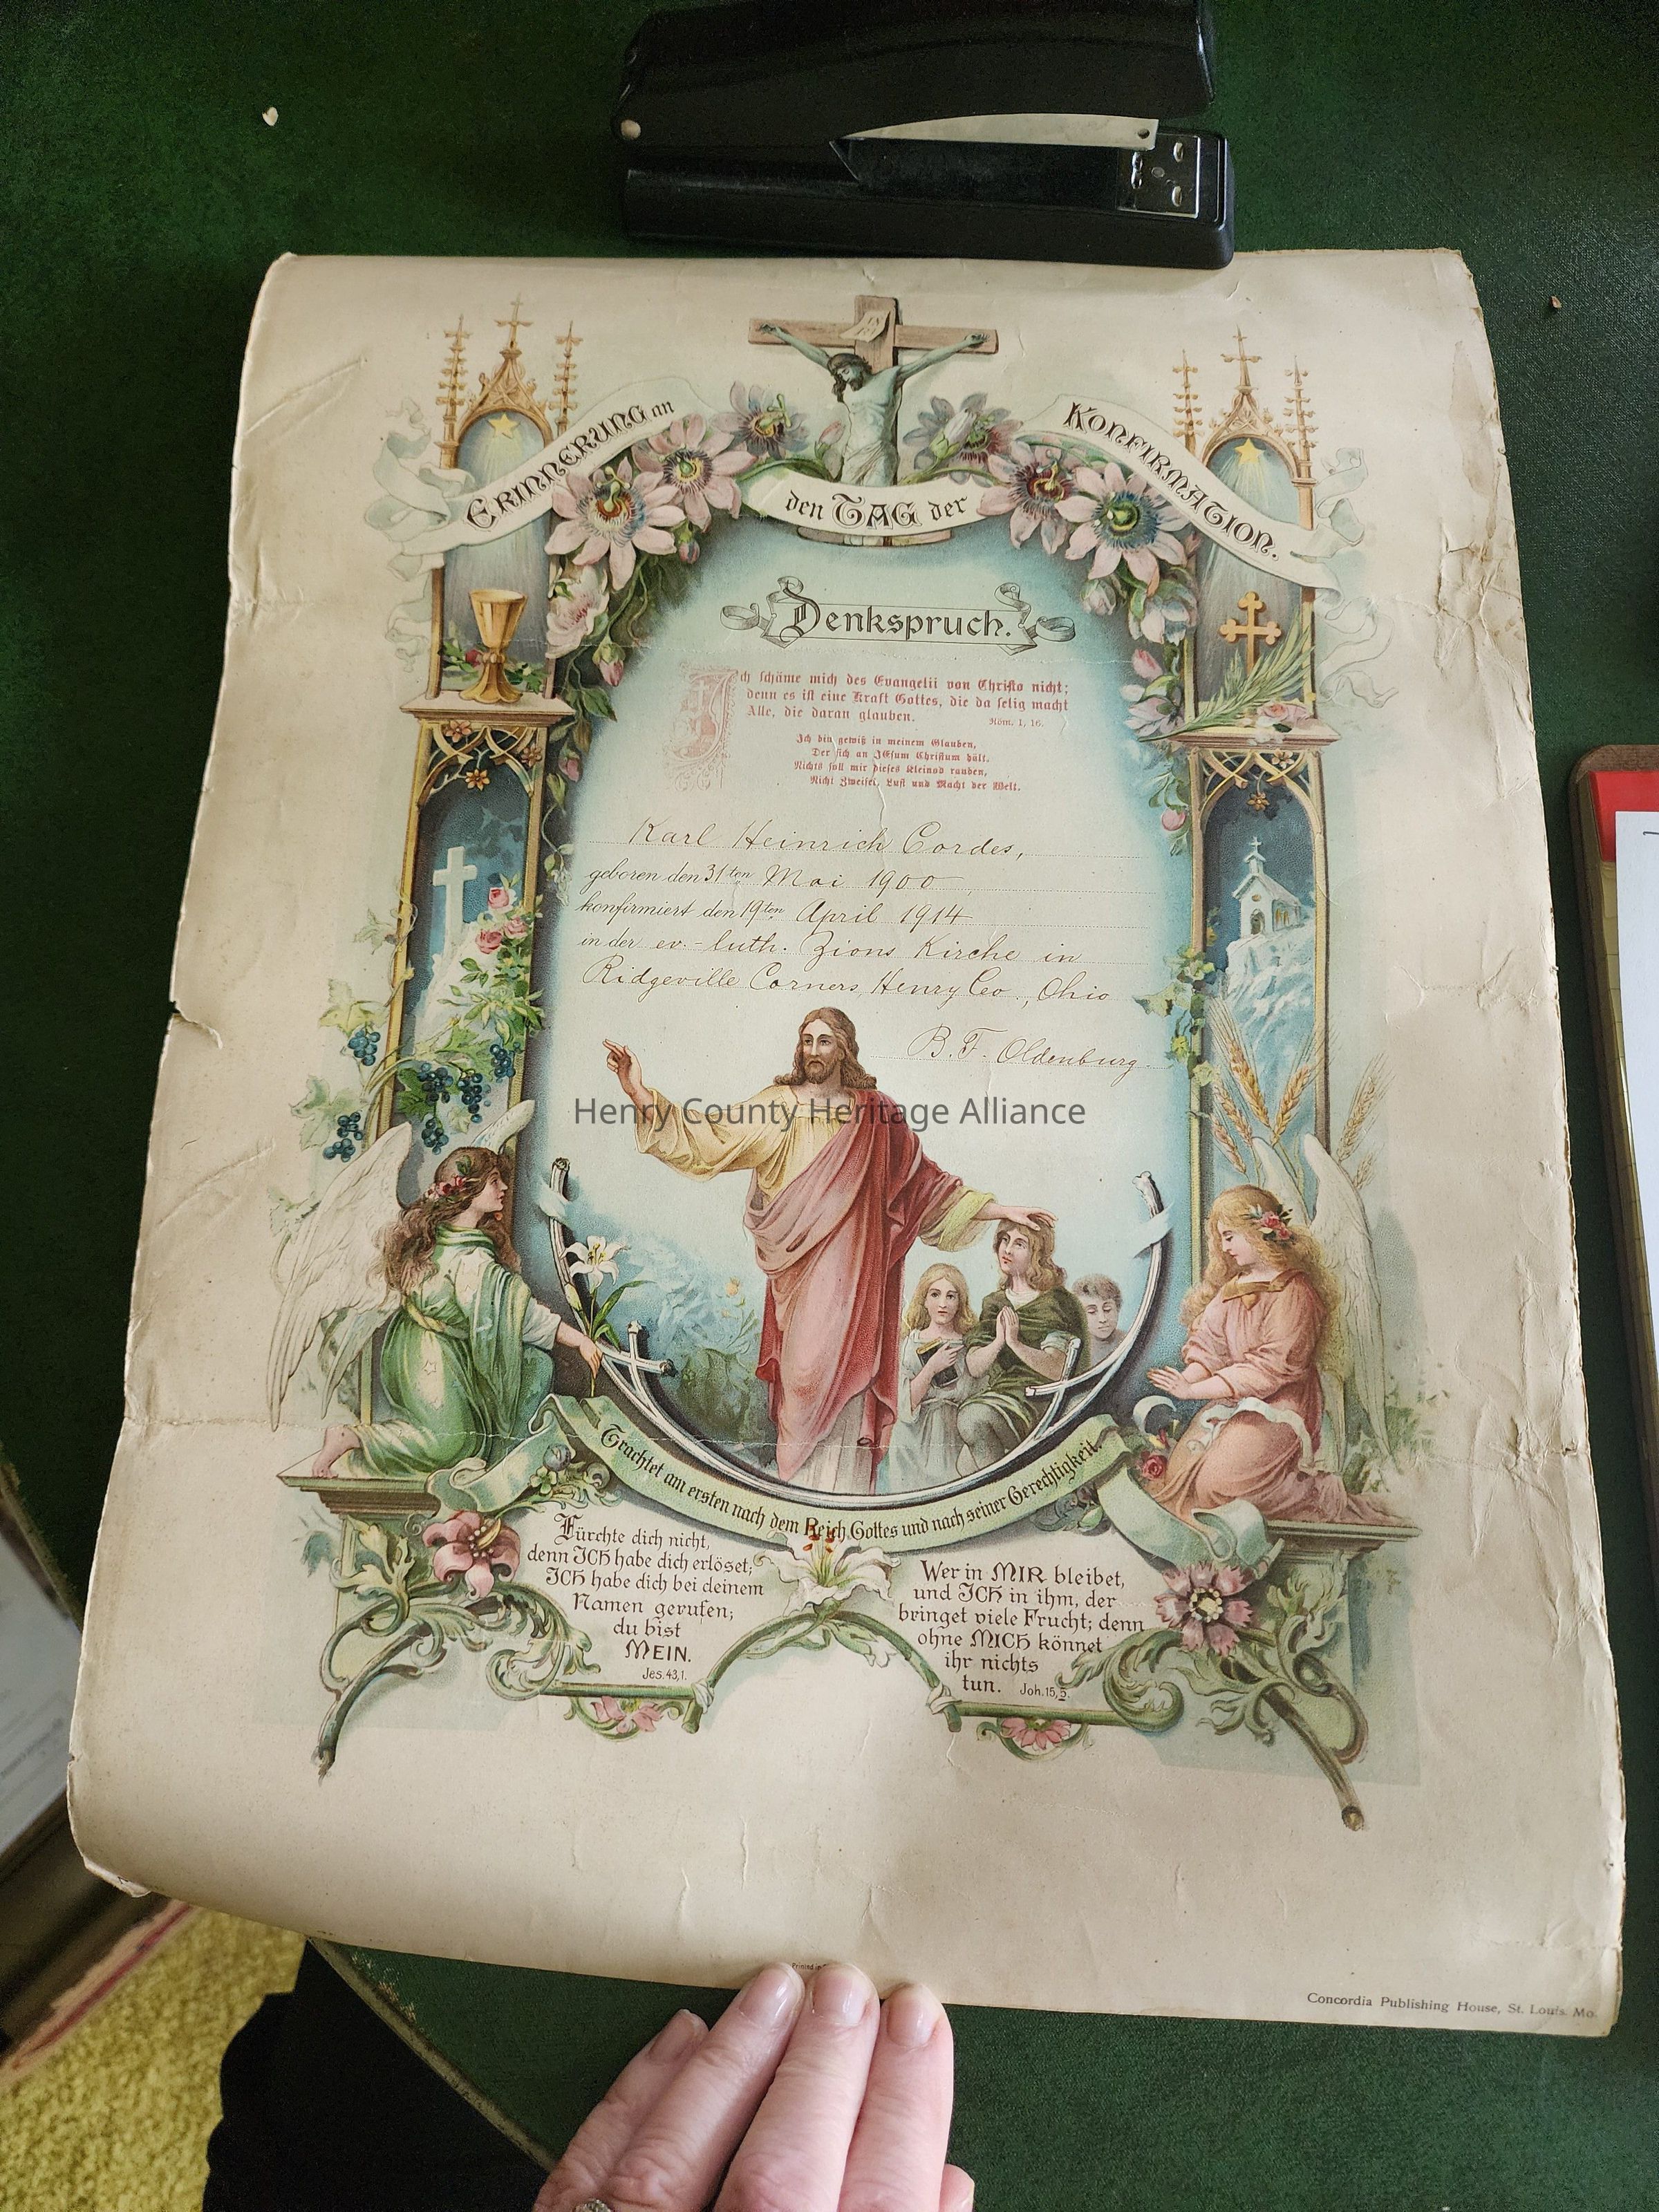 INRI
ERINNERUNG an
den TAG der
KONFIRMATION.
Denkspruch.
Ich schäme mich des Evangelii von Christo nicht;
denn es ist eine Kraft Gottes, die da selig macht
Alle, die daran glauben. Röm. 1, 16.
Ich bin gewiß in meinem Glauben,
Der sich an JEsum Christum hält.
Nichts soll mir dieses Kleinod rauben,
Nicht Zweifel, Lust und Macht der Welt.
Karl Heinrich Cordes,
geboren den 31ten Mai 1900,
konfirmiert den 19ten April 1914
in der ev.-luth. Zions Kirche in
Ridgeville Corners, Henry Co., Ohio
B. F. Oldenburg.
Henry County Heritage Alliance
Trachtet am ersten nach dem Reich Gottes und nach seiner Gerechtigkeit.
Fürchte dich nicht,
denn ICH habe dich erlöset;
ICH habe dich bei deinem
Namen gerufen;
du bist
MEIN.
Jes. 43, 1.
Wer in MIR bleibet,
und ICH in ihm, der
bringet viele Frucht; denn
ohne MICH könnet
ihr nichts
tun. Joh. 15, 5.
Printed in
Concordia Publishing House, St. Louis. Mo.